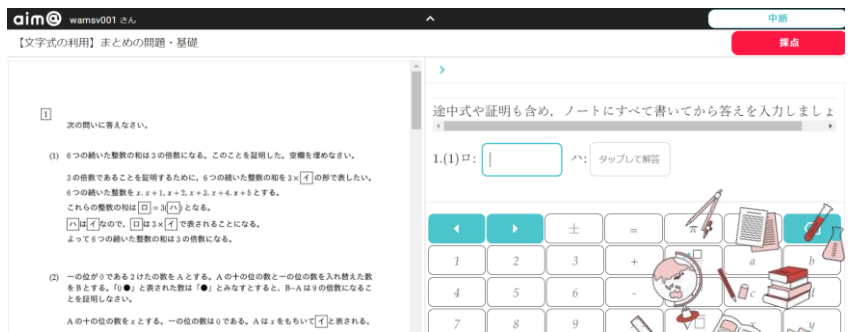 aim@ wamsv001 さん
中断
【文字式の利用】まとめの問題・基礎
採点
1
次の問いに答えなさい。
(1) 6つの続いた整数の和は3の倍数になる。このことを証明した。空欄を埋めなさい。
3の倍数であることを証明するために，6つの続いた整数の和を3×イの形で表したい。
6つの続いた整数を x, x+1, x+2, x+3, x+4, x+5 とする。
これらの整数の和は ロ =3(ハ) となる。
ハ は イ なので， ロ は3× イ で表されることになる。
よって6つの続いた整数の和は3の倍数になる。
(2) 一の位が0である2けたの数をAとする。Aの十の位の数と一の位の数を入れ替えた数
をBとする。「0●」と表された数は「●」とみなすとすると，B−Aは9の倍数になるこ
とを証明しなさい。
Aの十の位の数をxとする。一の位の数は0である。Aはxをもちいて イ と表される。
途中式や証明も含め，ノートにすべて書いてから答えを入力しましょ
1.(1)ロ: ハ: タップして解答
± = π
1 2 3 + a b
4 5 6 - c
7 8 9 x y